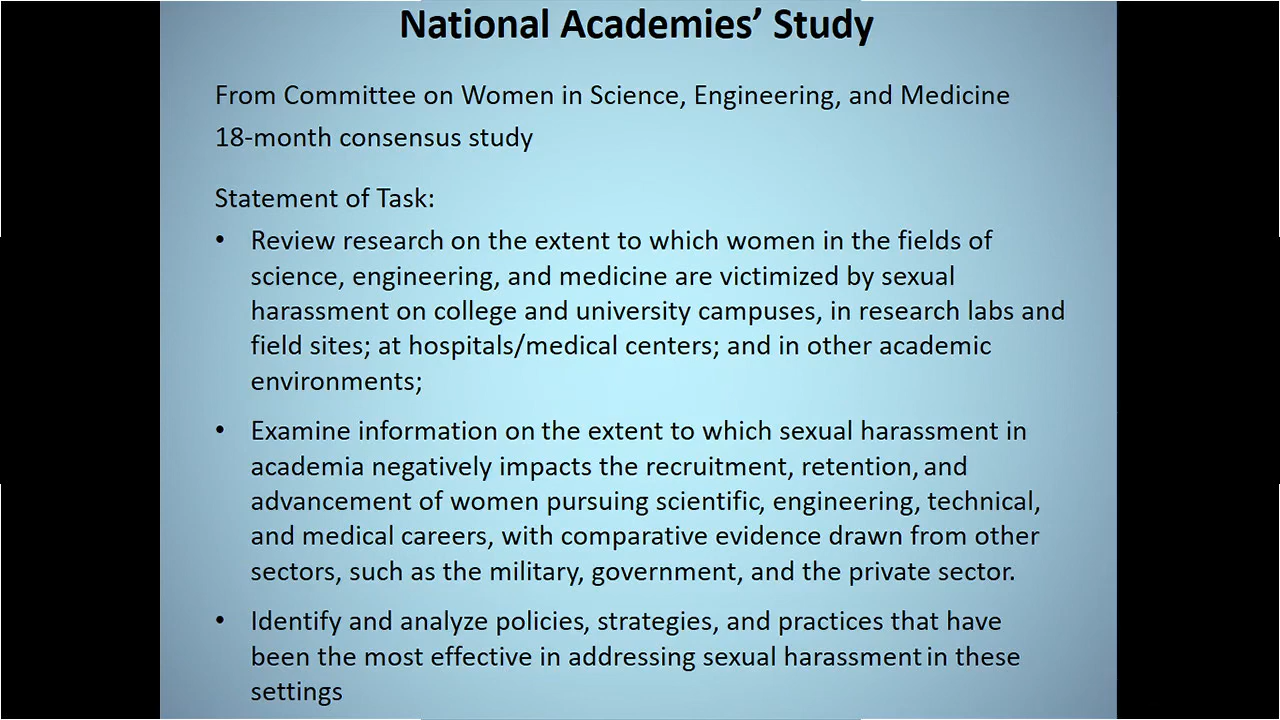 National Academies’ Study
From Committee on Women in Science, Engineering, and Medicine
18-month consensus study
Statement of Task:
• Review research on the extent to which women in the fields of
science, engineering, and medicine are victimized by sexual
harassment on college and university campuses, in research labs and
field sites; at hospitals/medical centers; and in other academic
environments;
• Examine information on the extent to which sexual harassment in
academia negatively impacts the recruitment, retention, and
advancement of women pursuing scientific, engineering, technical,
and medical careers, with comparative evidence drawn from other
sectors, such as the military, government, and the private sector.
• Identify and analyze policies, strategies, and practices that have
been the most effective in addressing sexual harassment in these
settings